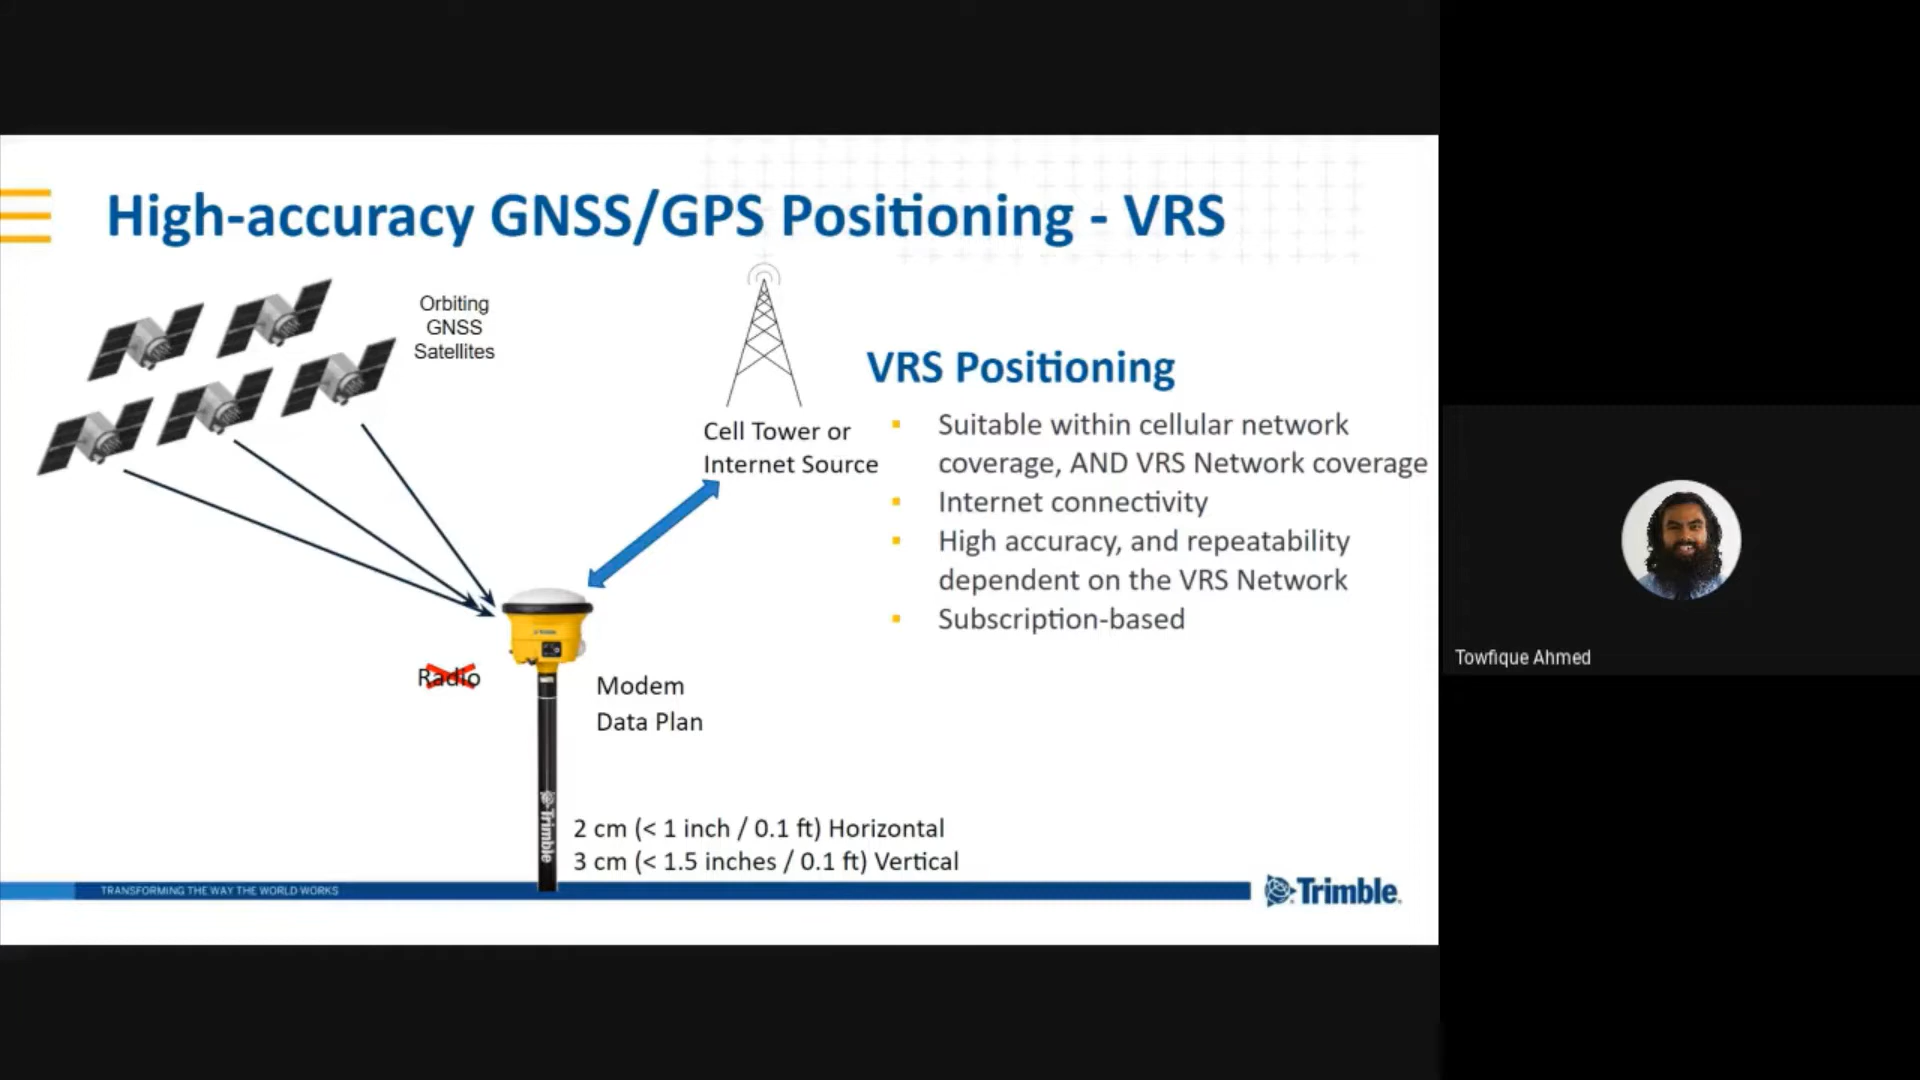 High-accuracy GNSS/GPS Positioning - VRS
Orbiting
GNSS
Satellites
Cell Tower or
Internet Source
VRS Positioning
Suitable within cellular network
coverage, AND VRS Network coverage
Internet connectivity
High accuracy, and repeatability
dependent on the VRS Network
Subscription-based
Radio
Modem
Data Plan
Trimble
2 cm (< 1 inch / 0.1 ft) Horizontal
3 cm (< 1.5 inches / 0.1 ft) Vertical
TRANSFORMING THE WAY THE WORLD WORKS
Trimble
Towfique Ahmed